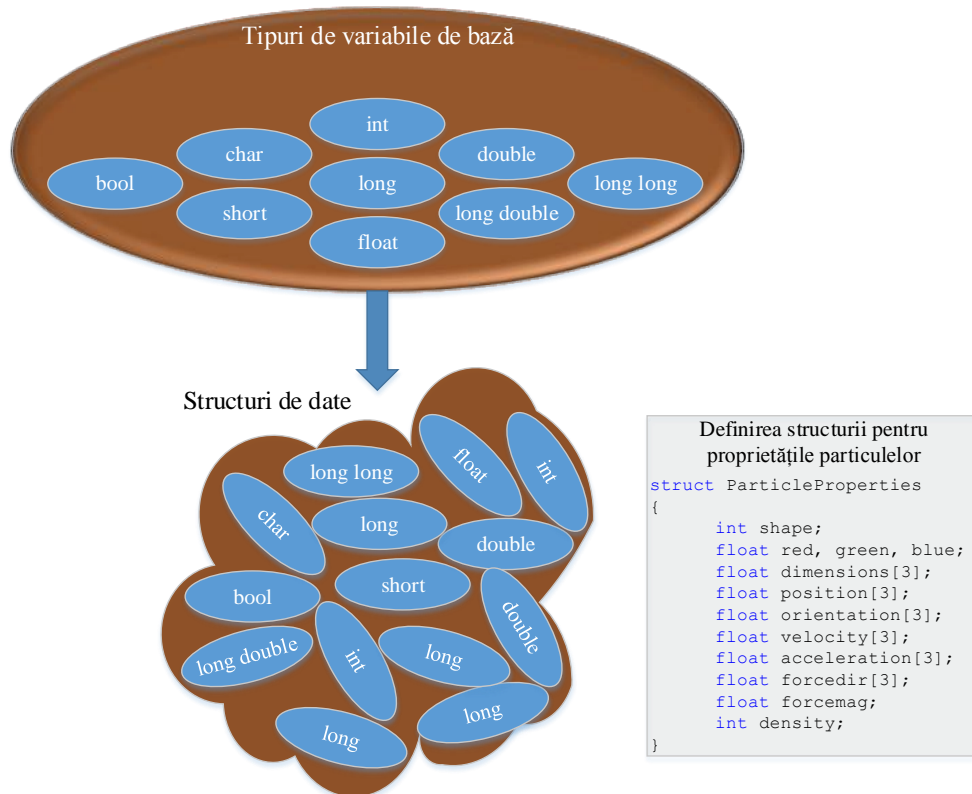 Tipuri de variabile de bază
int
char
double
bool
long
long long
short
long double
float
Structuri de date
float
int
long long
char
long
double
short
bool
double
long double
int
long
long
long
Definirea structurii pentru
proprietățile particulelor
struct ParticleProperties
{
int shape;
float red, green, blue;
float dimensions[3];
float position[3];
float orientation[3];
float velocity[3];
float acceleration[3];
float forcedir[3];
float forcemag;
int density;
}